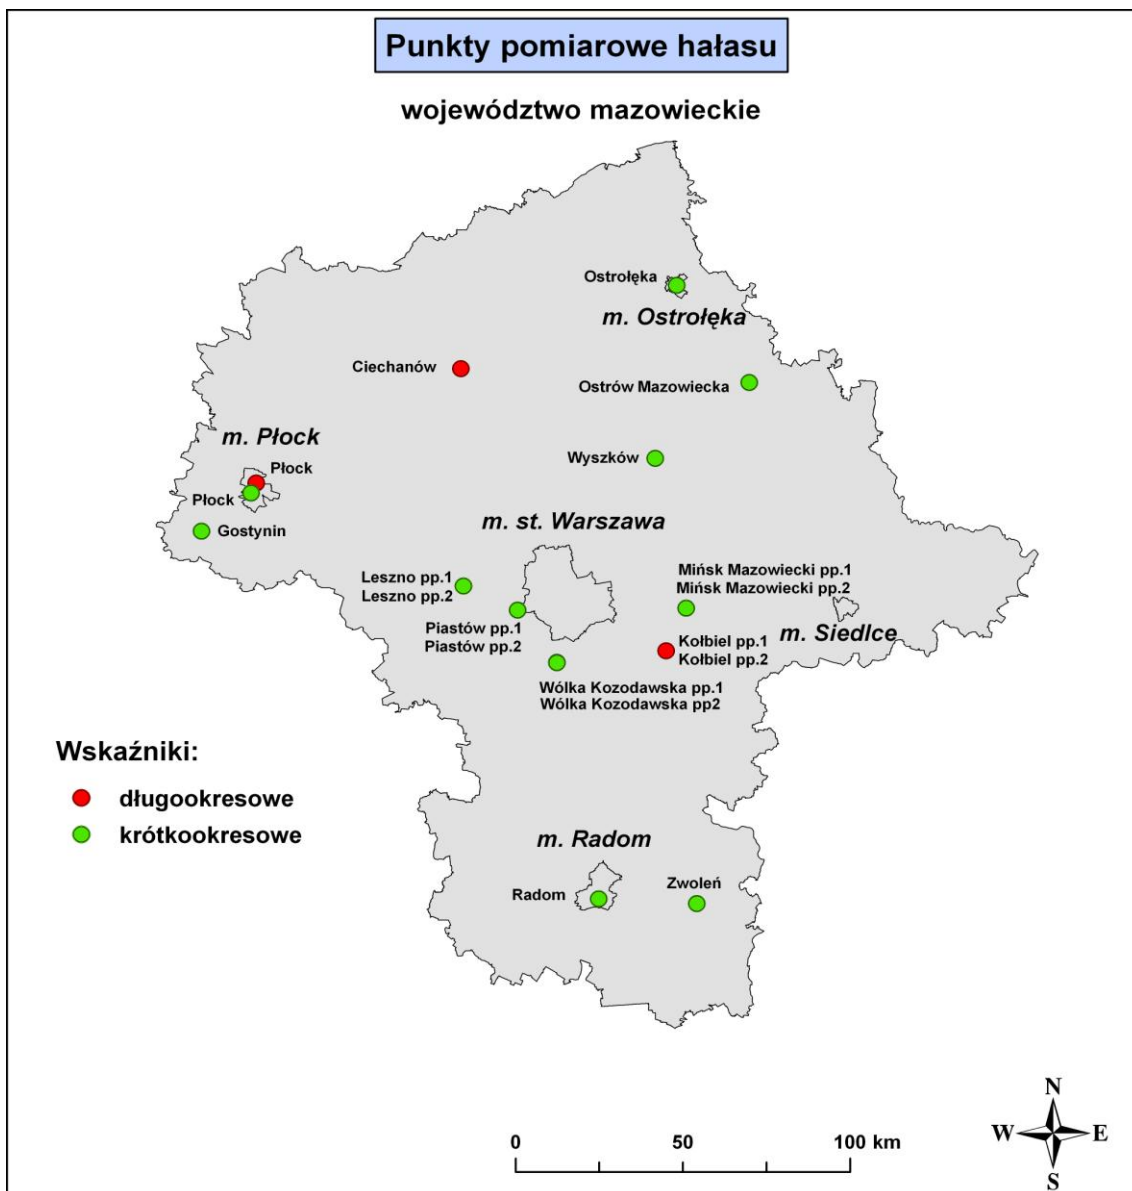 Punkty pomiarowe hałasu
województwo mazowieckie
Ostrołęka
m. Ostrołęka
Ciechanów
Ostrów Mazowiecka
m. Płock
Płock
Wyszków
Płock
Gostynin
m. st. Warszawa
Leszno pp.1
Leszno pp.2
Mińsk Mazowiecki pp.1
Mińsk Mazowiecki pp.2
Piastów pp.1
Piastów pp.2
m. Siedlce
Kołbiel pp.1
Kołbiel pp.2
Wólka Kozodawska pp.1
Wólka Kozodawska pp2
Wskaźniki:
długookresowe
krótkookresowe
m. Radom
Radom
Zwoleń
N
W E
S
0 50 100 km